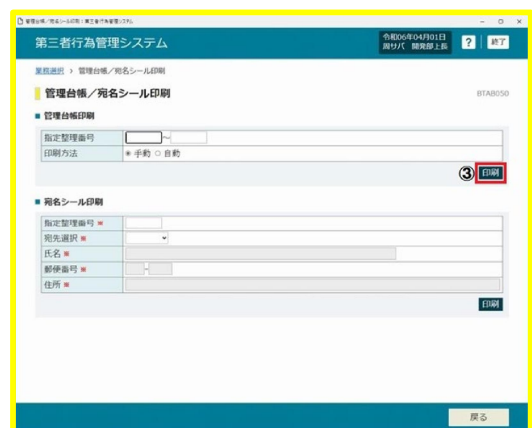 管理台帳/宛名シール印刷 | 第三者行為管理システム
第三者行為管理システム
令和06年04月01日
周サバ 開発部上長
? 終了
業務選択 > 管理台帳/宛名シール印刷
管理台帳/宛名シール印刷 BTAB050
■ 管理台帳印刷
指定整理番号 ~
印刷方法 手動 自動
③ 印刷
■ 宛名シール印刷
指定整理番号
宛先選択
氏名
郵便番号 -
住所
印刷
戻る